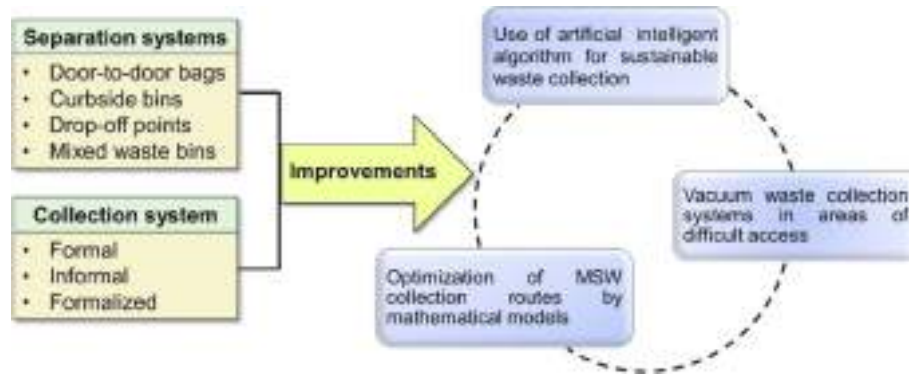 Separation systems
• Door-to-door bags
• Curbside bins
• Drop-off points
• Mixed waste bins
Collection system
• Formal
• Informal
• Formalized
Improvements
Use of artificial intelligent
algorithm for sustainable
waste collection
Vacuum waste collection
systems in areas of
difficult access
Optimization of MSW
collection routes by
mathematical models